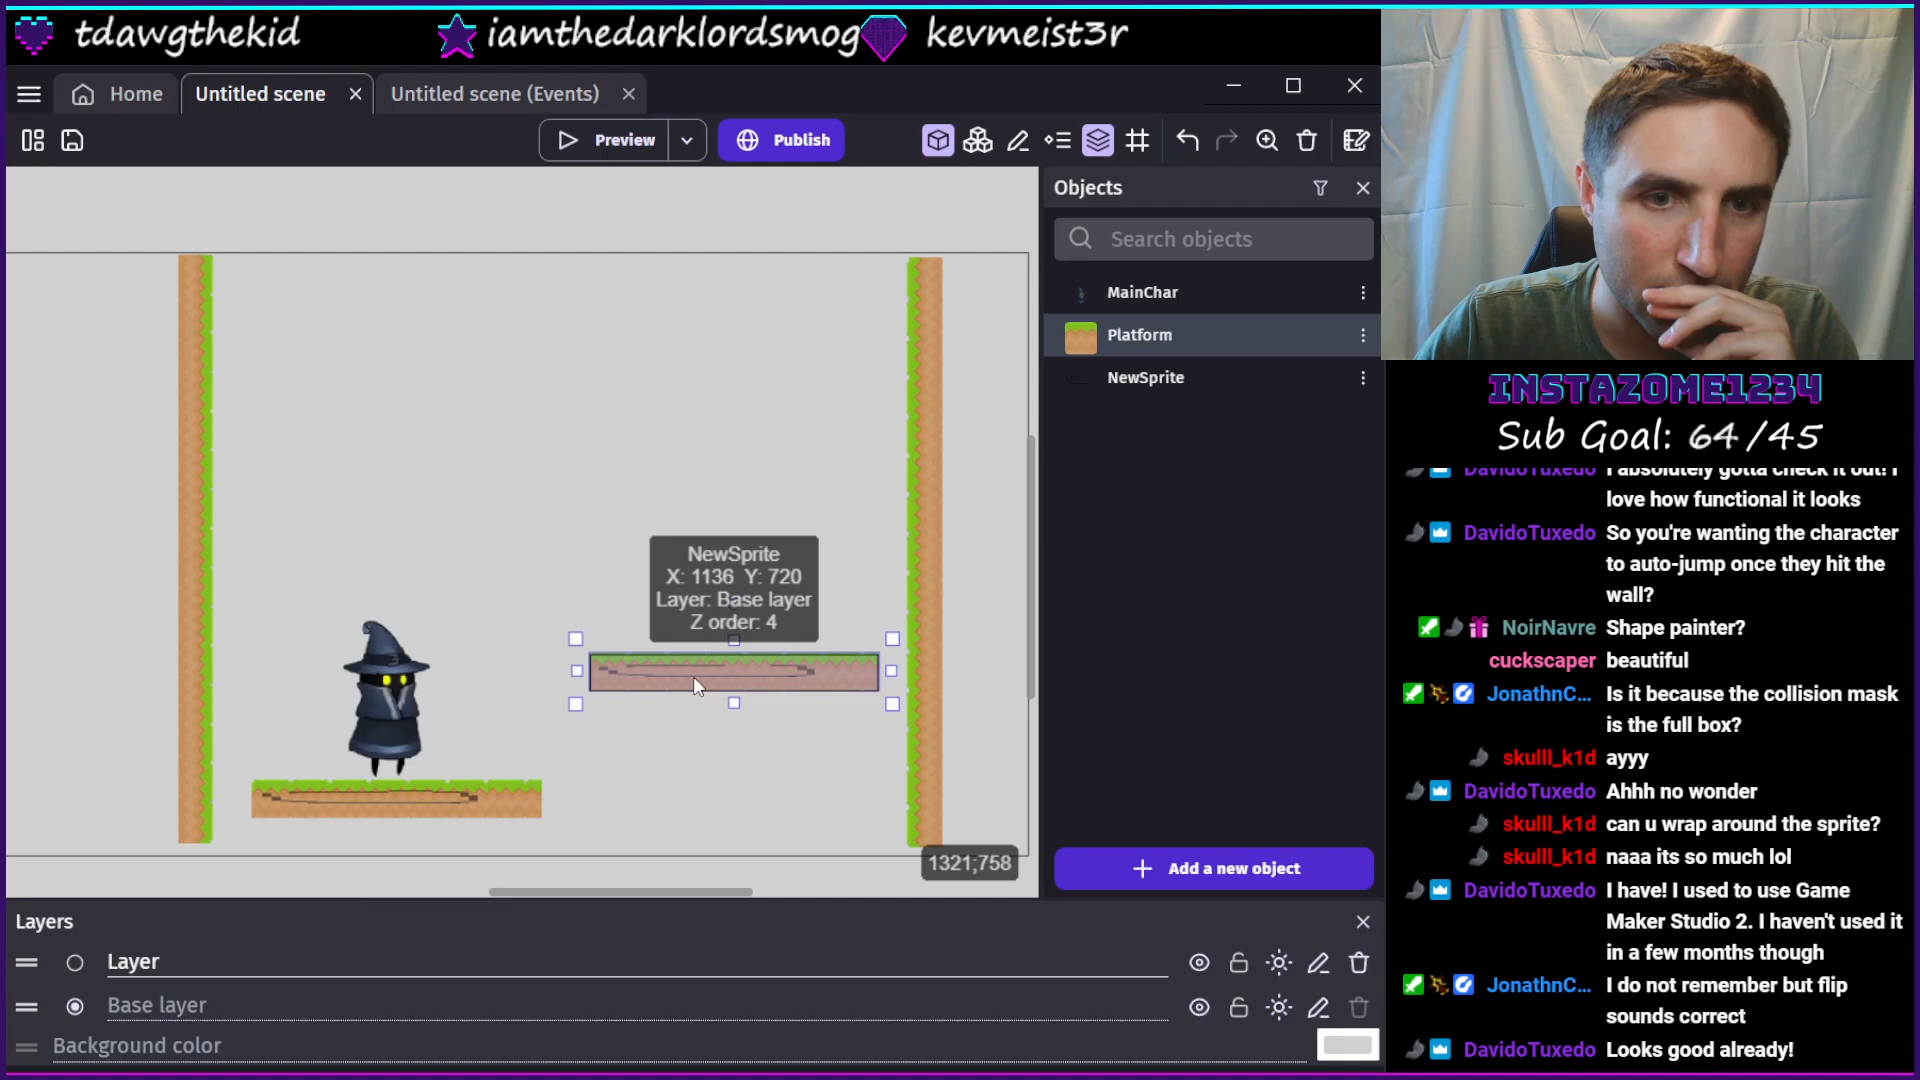 tdawgthekid iamthedarklordsmog kevmeist3r
Home
Untitled scene
Untitled scene (Events)
Preview
Publish
Objects
Search objects
MainChar
Platform
NewSprite
NewSprite
X: 1136 Y: 720
Layer: Base layer
Z order: 4
1321;758
Add a new object
Layers
Layer
Base layer
Background color
INSTAZOME1234
Sub Goal: 64/45
DavidoTuxedo I absolutely gotta check it out! I
love how functional it looks
DavidoTuxedo So you're wanting the character
to auto-jump once they hit the
wall?
NoirNavre Shape painter?
cuckscaper beautiful
JonathnC... Is it because the collision mask
is the full box?
skulll_k1d ayyy
DavidoTuxedo Ahhh no wonder
skulll_k1d can u wrap around the sprite?
skulll_k1d naaa its so much lol
DavidoTuxedo I have! I used to use Game
Maker Studio 2. I haven't used it
in a few months though
JonathnC... I do not remember but flip
sounds correct
DavidoTuxedo Looks good already!